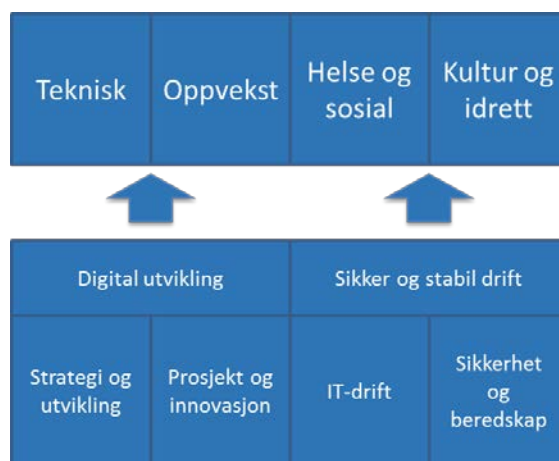 Teknisk
Oppvekst
Helse og
sosial
Kultur og
idrett
Digital utvikling
Sikker og stabil drift
Strategi og
utvikling
Prosjekt og
innovasjon
IT-drift
Sikkerhet
og
beredskap